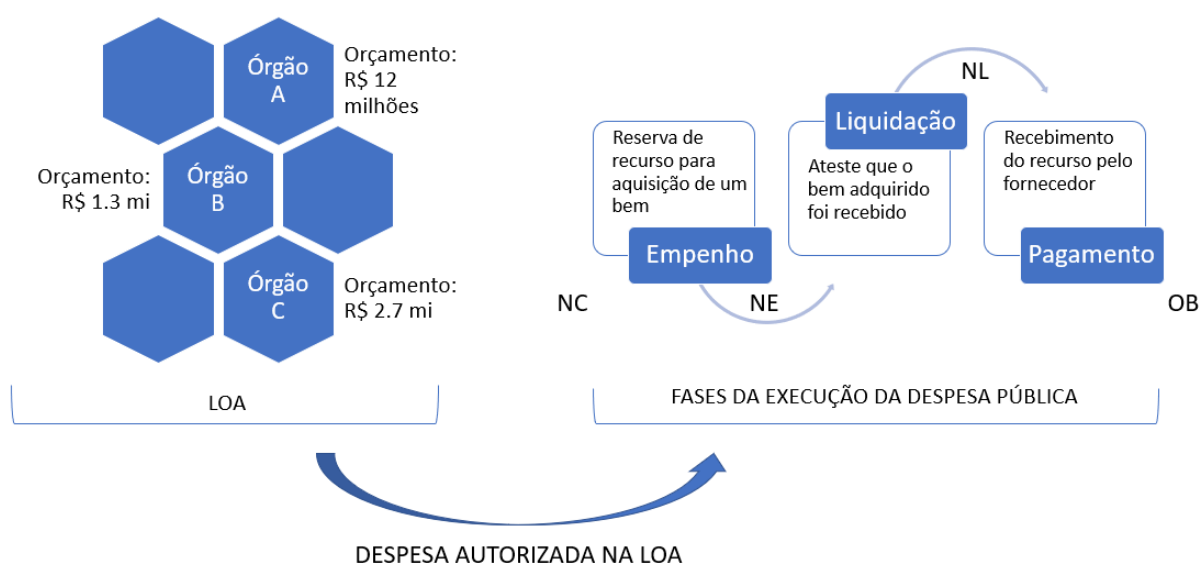 Órgão
A
Orçamento:
R$ 12
milhões
Orçamento:
R$ 1.3 mi
Órgão
B
Órgão
C
Orçamento:
R$ 2.7 mi
LOA
NL
Reserva de
recurso para
aquisição de um
bem
Empenho
Liquidação
Ateste que o
bem adquirido
foi recebido
Recebimento
do recurso pelo
fornecedor
Pagamento
NC
NE
OB
FASES DA EXECUÇÃO DA DESPESA PÚBLICA
DESPESA AUTORIZADA NA LOA